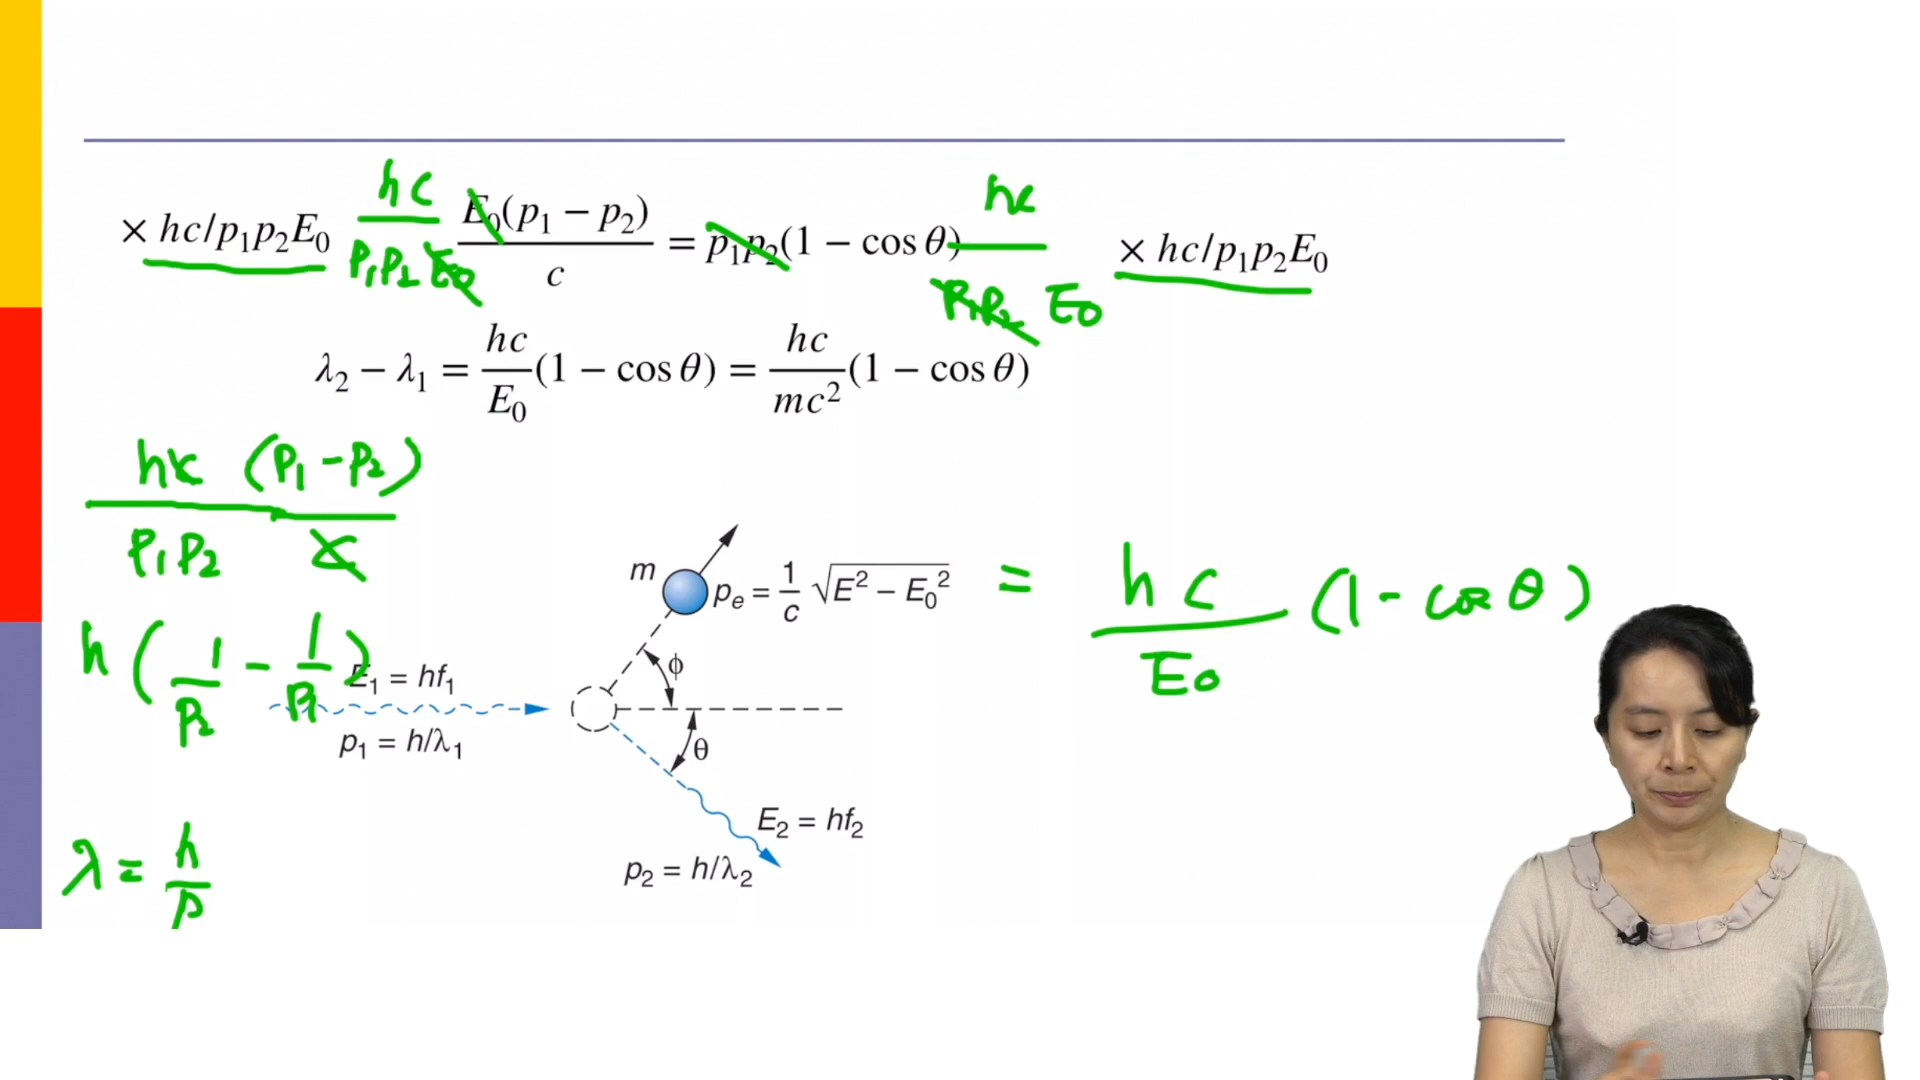 × hc/p₁p₂E₀ hc/P₁P₂E₀ E₀(p₁ − p₂)/c = p₁p₂(1 − cos θ) hc/P₁P₂ E₀ × hc/p₁p₂E₀
λ₂ − λ₁ = hc/E₀ (1 − cos θ) = hc/mc² (1 − cos θ)
hc (P₁ - P₂)
P₁P₂ c
m
pₑ = 1/c √E² − E₀²
= hc/E₀ (1 - cos θ)
h ( 1/P₂ - 1/P₁ )
E₁ = hf₁
ϕ
p₁ = h/λ₁
θ
E₂ = hf₂
p₂ = h/λ₂
λ = h/p